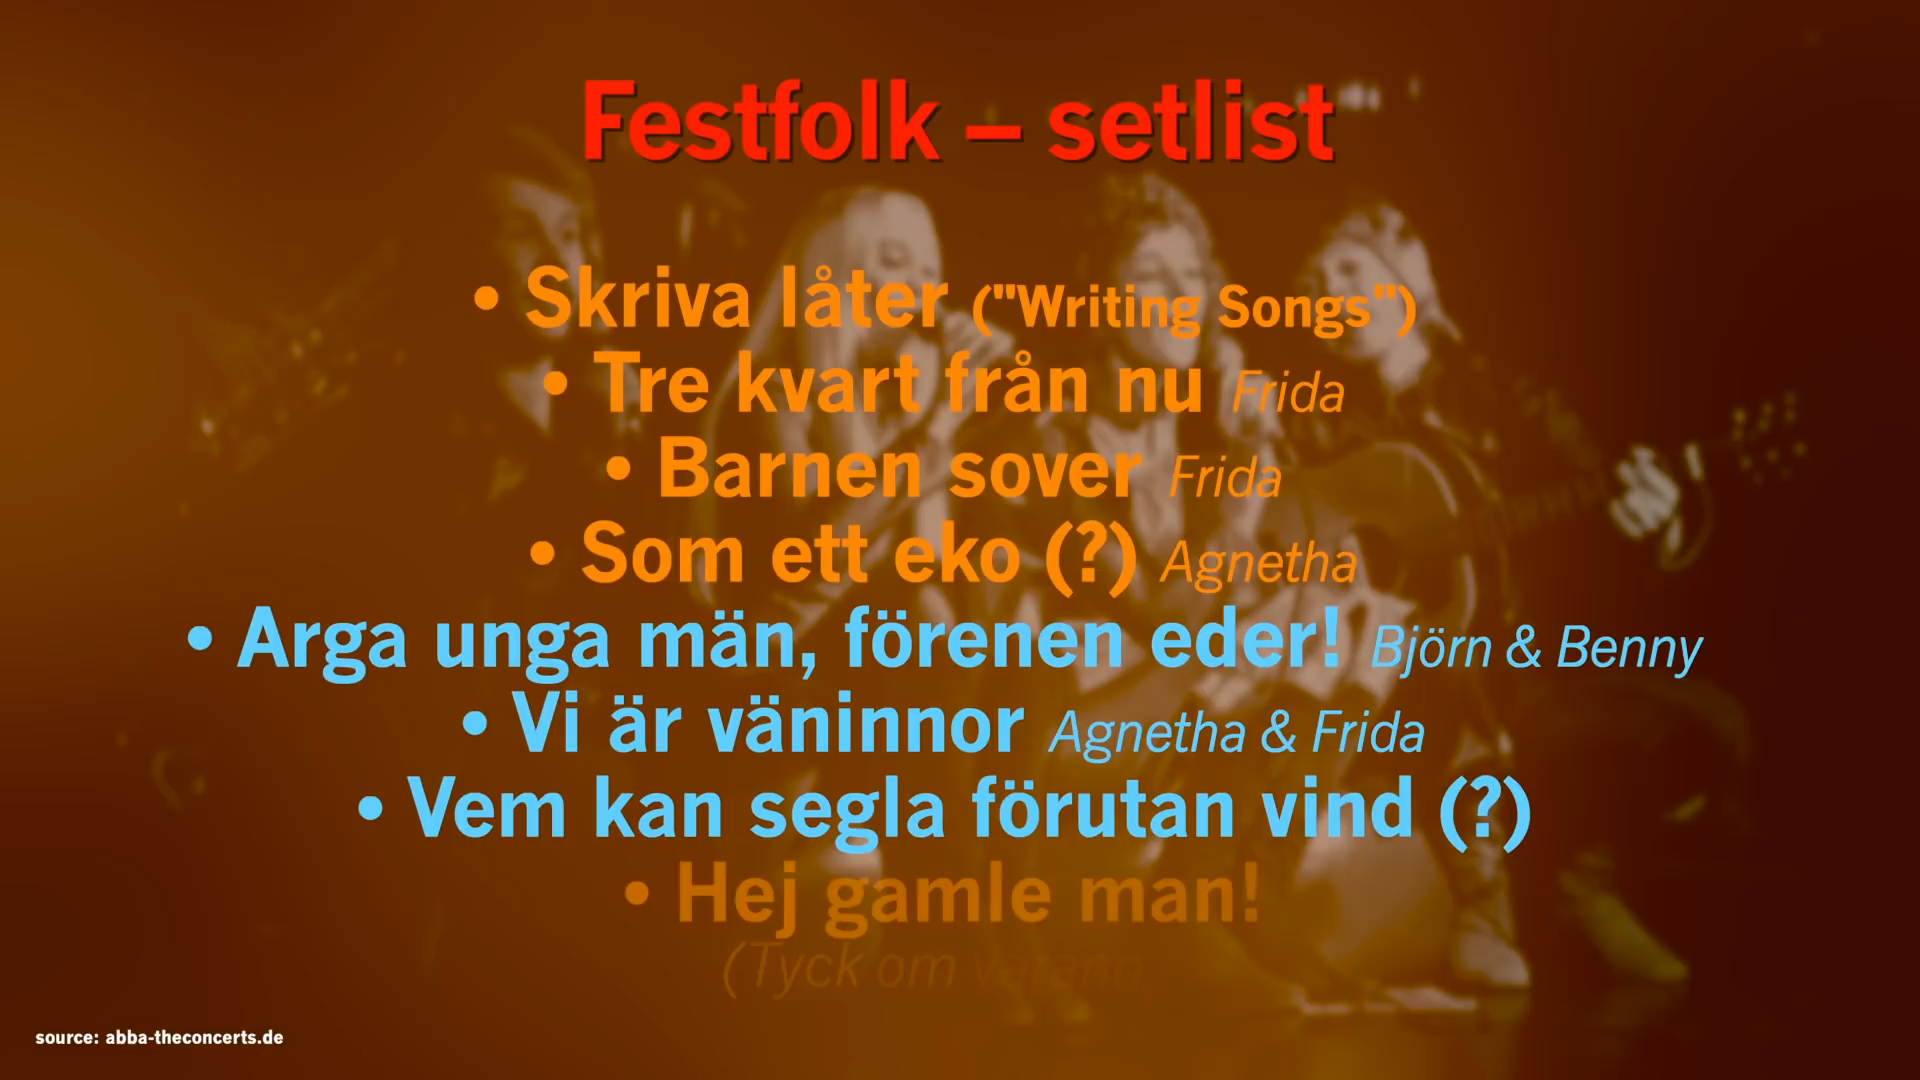 Festfolk – setlist
• Skriva låter ("Writing Songs")
• Tre kvart från nu Frida
• Barnen sover Frida
• Som ett eko (?) Agnetha
• Arga unga män, förenen eder! Björn & Benny
• Vi är väninnor Agnetha & Frida
• Vem kan segla förutan vind (?)
• Hej gamle man!
(Tyck om varann
source: abba-theconcerts.de